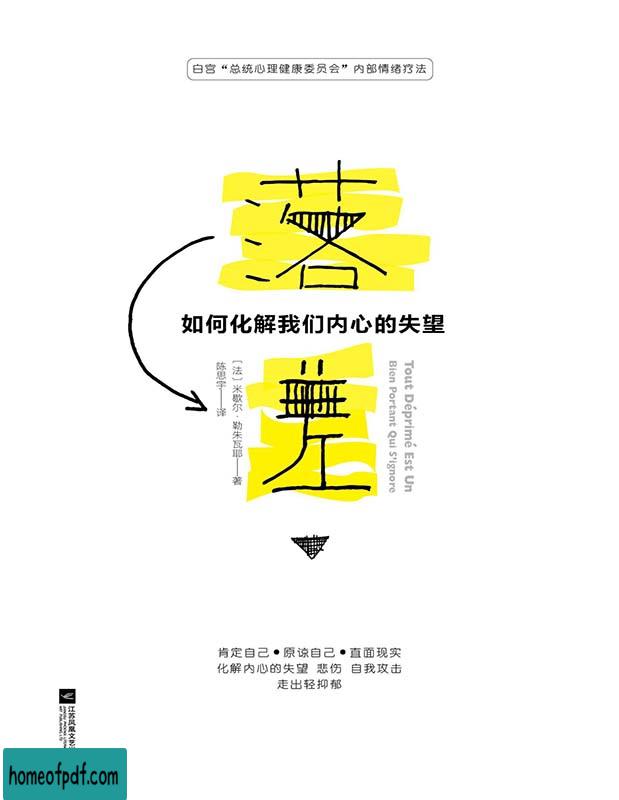 白宫“总统心理健康委员会”内部情绪疗法
落
如何化解我们内心的失望
差
[法]米歇尔·勒朱瓦耶——著
陈思宇——译
Tout Déprimé Est Un
Bien Portant Qui S'ignore
肯定自己●原谅自己●直面现实
化解内心的失望 悲伤 自我攻击
走出轻抑郁
江苏凤凰文艺
homeofpdf.com